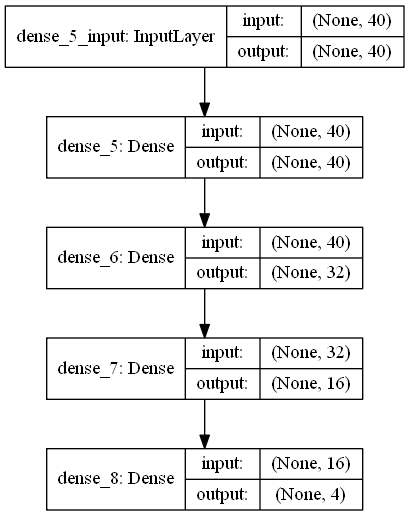 dense_5_input: InputLayer
input: (None, 40)
output: (None, 40)
dense_5: Dense
input: (None, 40)
output: (None, 40)
dense_6: Dense
input: (None, 40)
output: (None, 32)
dense_7: Dense
input: (None, 32)
output: (None, 16)
dense_8: Dense
input: (None, 16)
output: (None, 4)